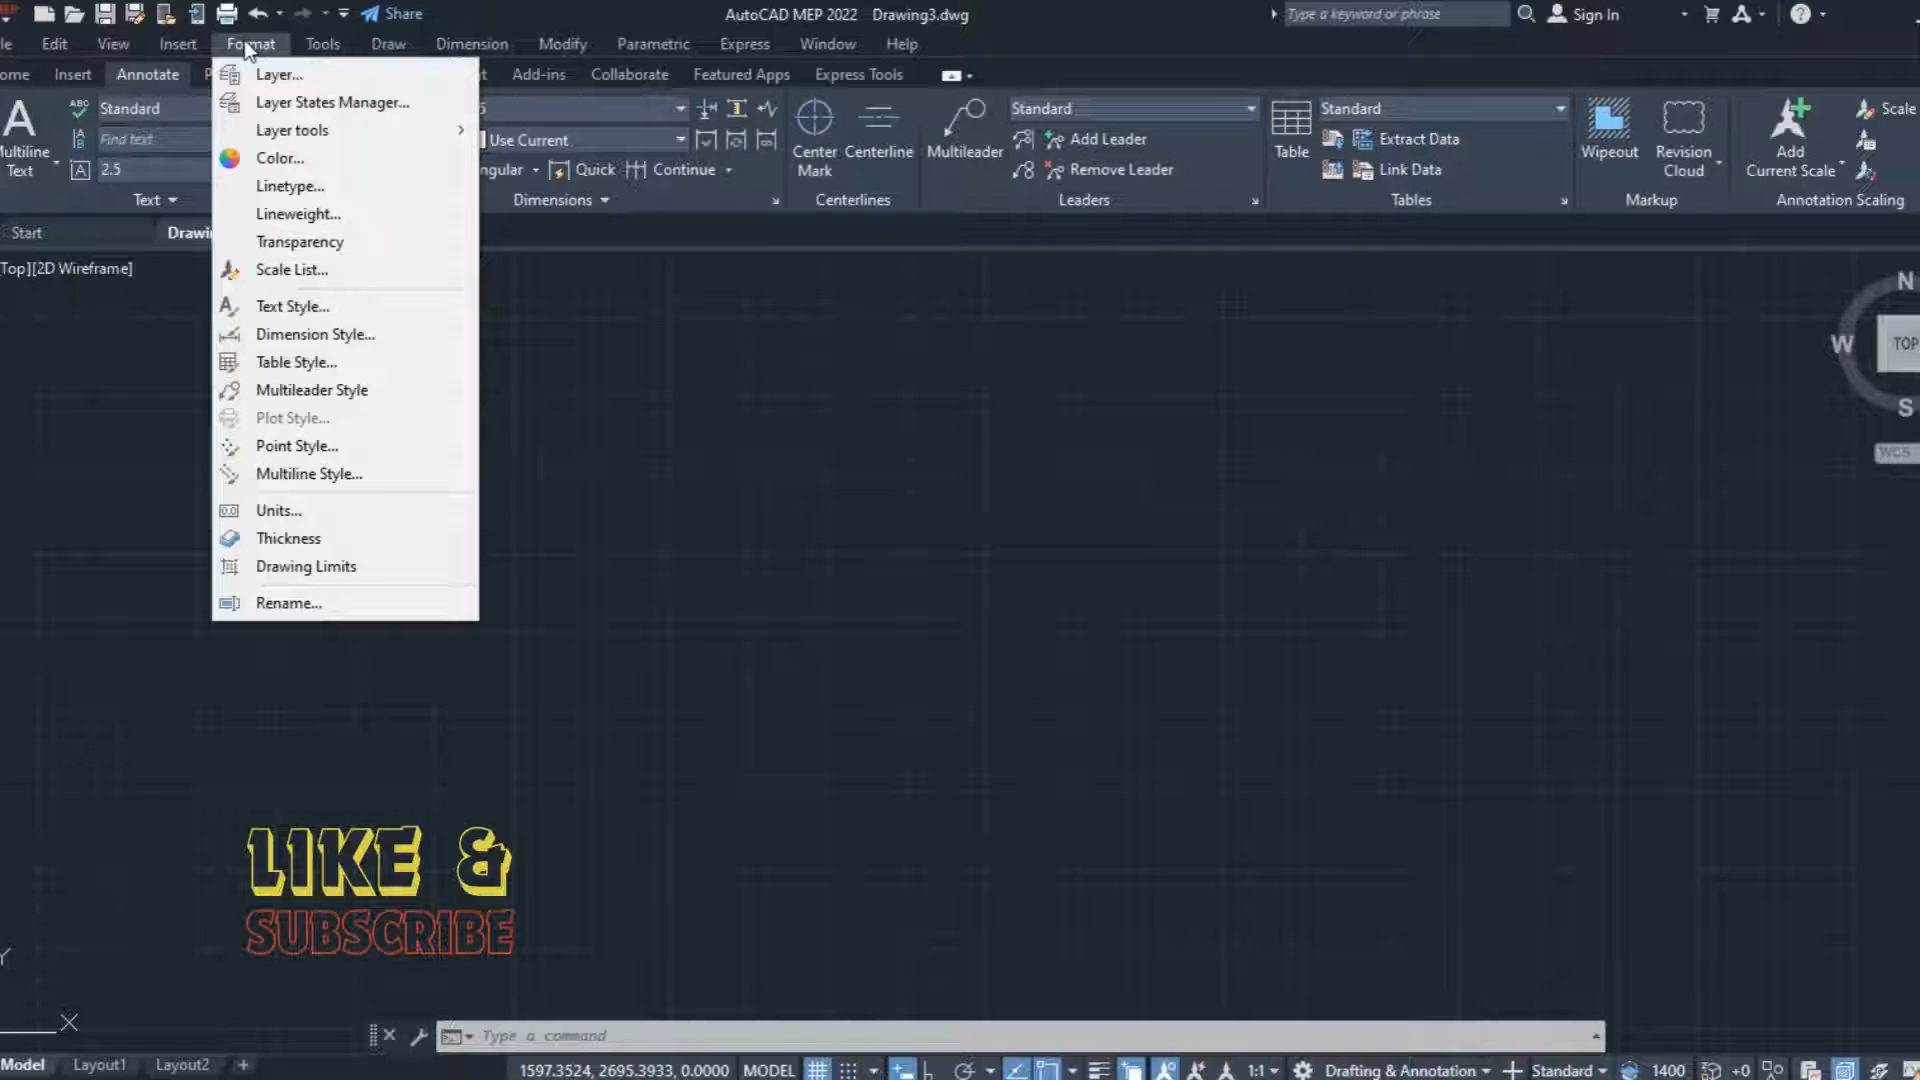 Share
AutoCAD MEP 2022 Drawing3.dwg
Type a keyword or phrase
Sign In
Edit View Insert Format Tools Draw Dimension Modify Parametric Express Window Help
Insert Annotate Add-ins Collaborate Featured Apps Express Tools
Standard
Find text
2.5
Text
Text
Use Current
Quick Continue
Dimensions
Center
Mark
Centerline
Centerlines
Multileader
Standard
Add Leader
Remove Leader
Leaders
Table
Standard
Extract Data
Link Data
Tables
Wipeout
Revision
Cloud
Markup
Add
Current Scale
Scale
Annotation Scaling
Layer...
Layer States Manager...
Layer tools
Color...
Linetype...
Lineweight...
Transparency
Scale List...
Text Style...
Dimension Style...
Table Style...
Multileader Style
Plot Style...
Point Style...
Multiline Style...
Units...
Thickness
Drawing Limits
Rename...
Start
Top][2D Wireframe]
N
W
TOP
S
WCS
LIKE &
SUBSCRIBE
Y
X
Type a command
Model Layout1 Layout2 +
1597.3524, 2695.3933, 0.0000 MODEL 1:1 Drafting & Annotation Standard 1400 +0